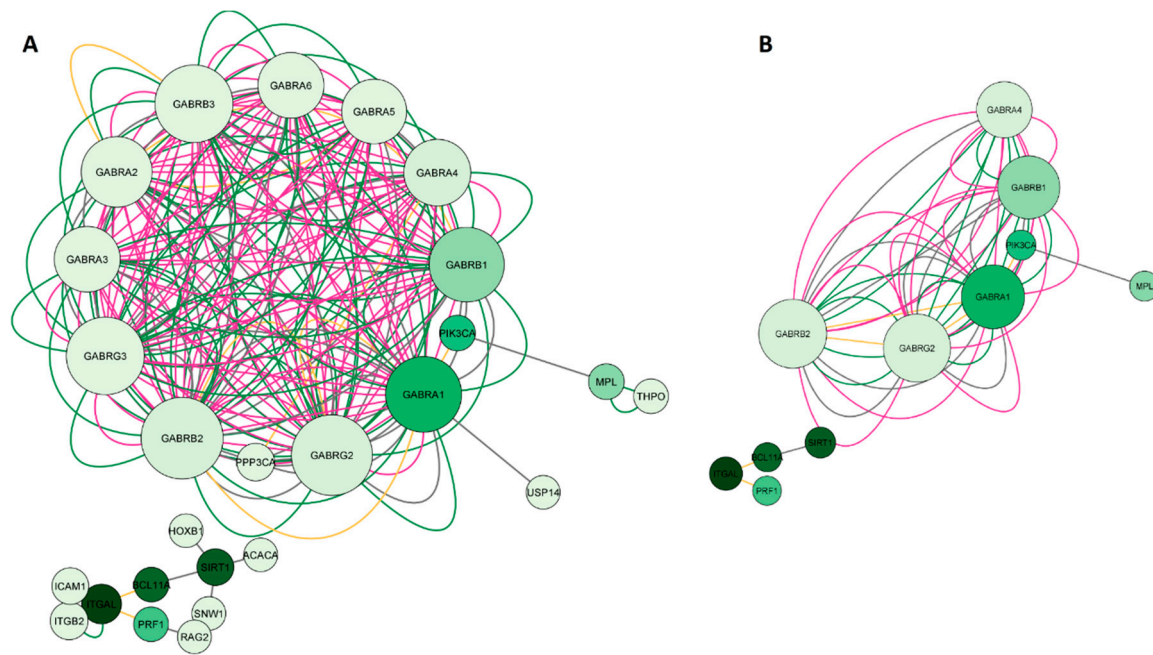 A
B
GABRA6
GABRB3
GABRA5
GABRA2
GABRA4
GABRA3
GABRB1
PIK3CA
GABRG3
MPL
THPO
GABRA1
GABRB2
GABRG2
PPP3CA
USP14
HOXB1
ACACA
SIRT1
ICAM1
BCL11A
ITGAL
ITGB2
PRF1
SNW1
RAG2
GABRA4
GABRB1
PIK3CA
MPL
GABRA1
GABRB2
GABRG2
SIRT1
BCL11A
ITGAL
PRF1